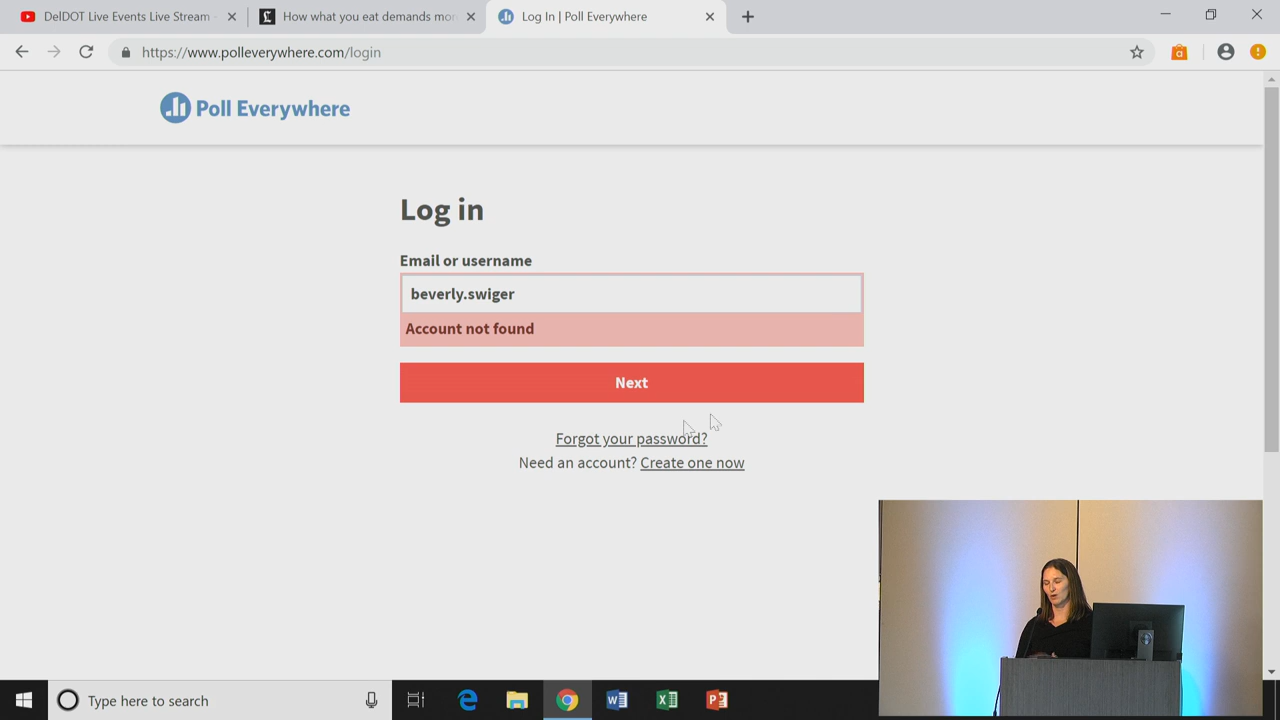 DelDOT Live Events Live Stream
How what you eat demands mor
Log In | Poll Everywhere
https://www.polleverywhere.com/login
Poll Everywhere
Log in
Email or username
beverly.swiger
Account not found
Next
Forgot your password?
Need an account? Create one now
Type here to search